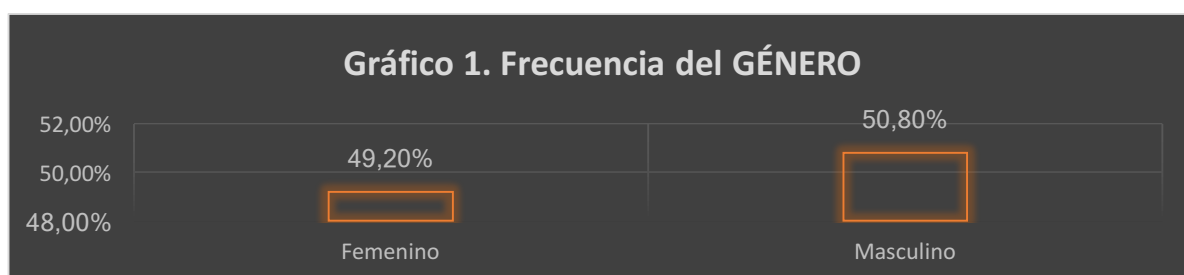 Gráfico 1. Frecuencia del GÉNERO
52,00%
50,80%
49,20%
50,00%
48,00%
Femenino
Masculino